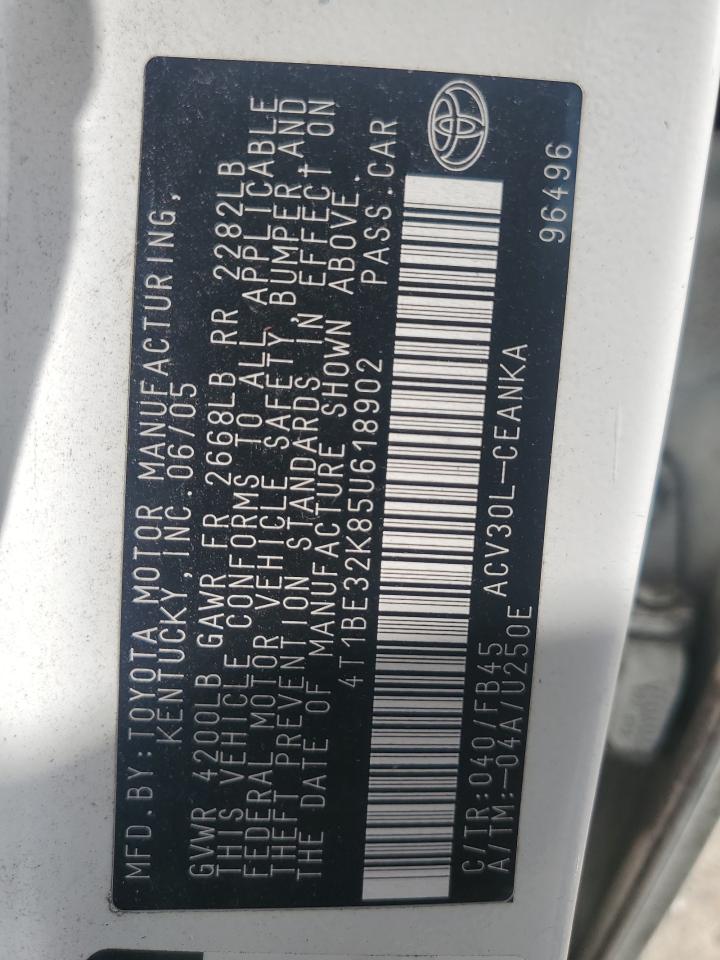 MFD.BY:TOYOTA MOTOR MANUFACTURING,
KENTUCKY,INC.06/05
GVWR 4200LB GAWR FR 2668LB RR 2282LB
THIS VEHICLE CONFORMS TO ALL APPLICABLE
FEDERAL MOTOR VEHICLE SAFETY,BUMPER,AND
THEFT PREVENTION STANDARDS IN EFFECT ON
THE DATE OF MANUFACTURE SHOWN ABOVE.
4T1BE32K85U618902 PASS.CAR
C/TR:040/FB45 ACV30L-CEANKA
A/TM:-04A/U250E 96496